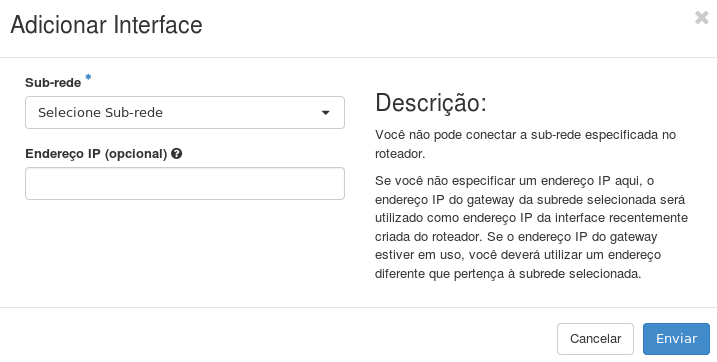 Adicionar Interface
×
Sub-rede *
Selecione Sub-rede
Endereço IP (opcional) ?
Descrição:
Você não pode conectar a sub-rede especificada no
roteador.
Se você não especificar um endereço IP aqui, o
endereço IP do gateway da subrede selecionada será
utilizado como endereço IP da interface recentemente
criada do roteador. Se o endereço IP do gateway
estiver em uso, você deverá utilizar um endereço
diferente que pertença à subrede selecionada.
Cancelar
Enviar